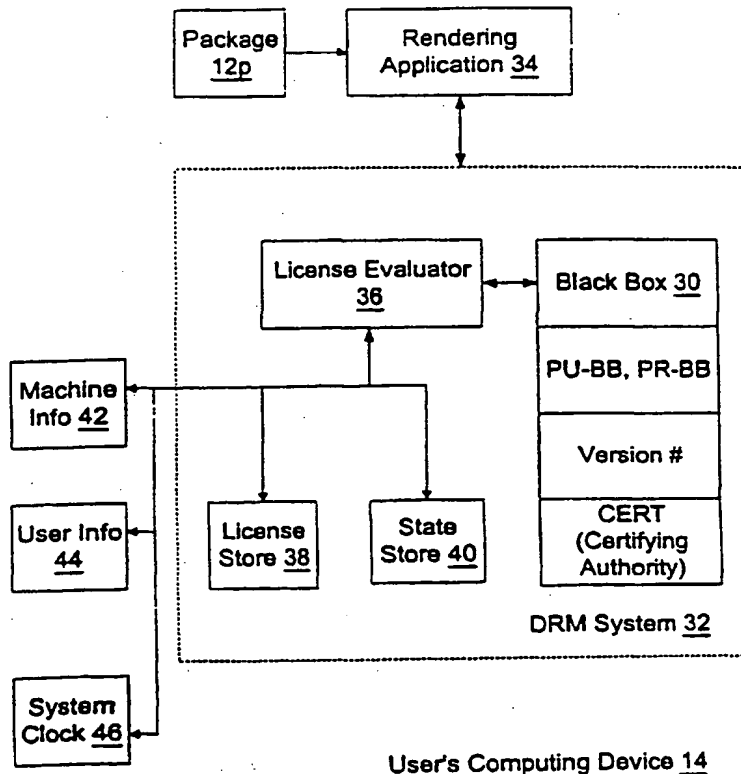 Package
12p
Rendering
Application 34
License Evaluator
36
Black Box 30
PU-BB, PR-BB
Version #
CERT
(Certifying
Authority)
Machine
Info 42
User Info
44
License
Store 38
State
Store 40
DRM System 32
System
Clock 46
User's Computing Device 14